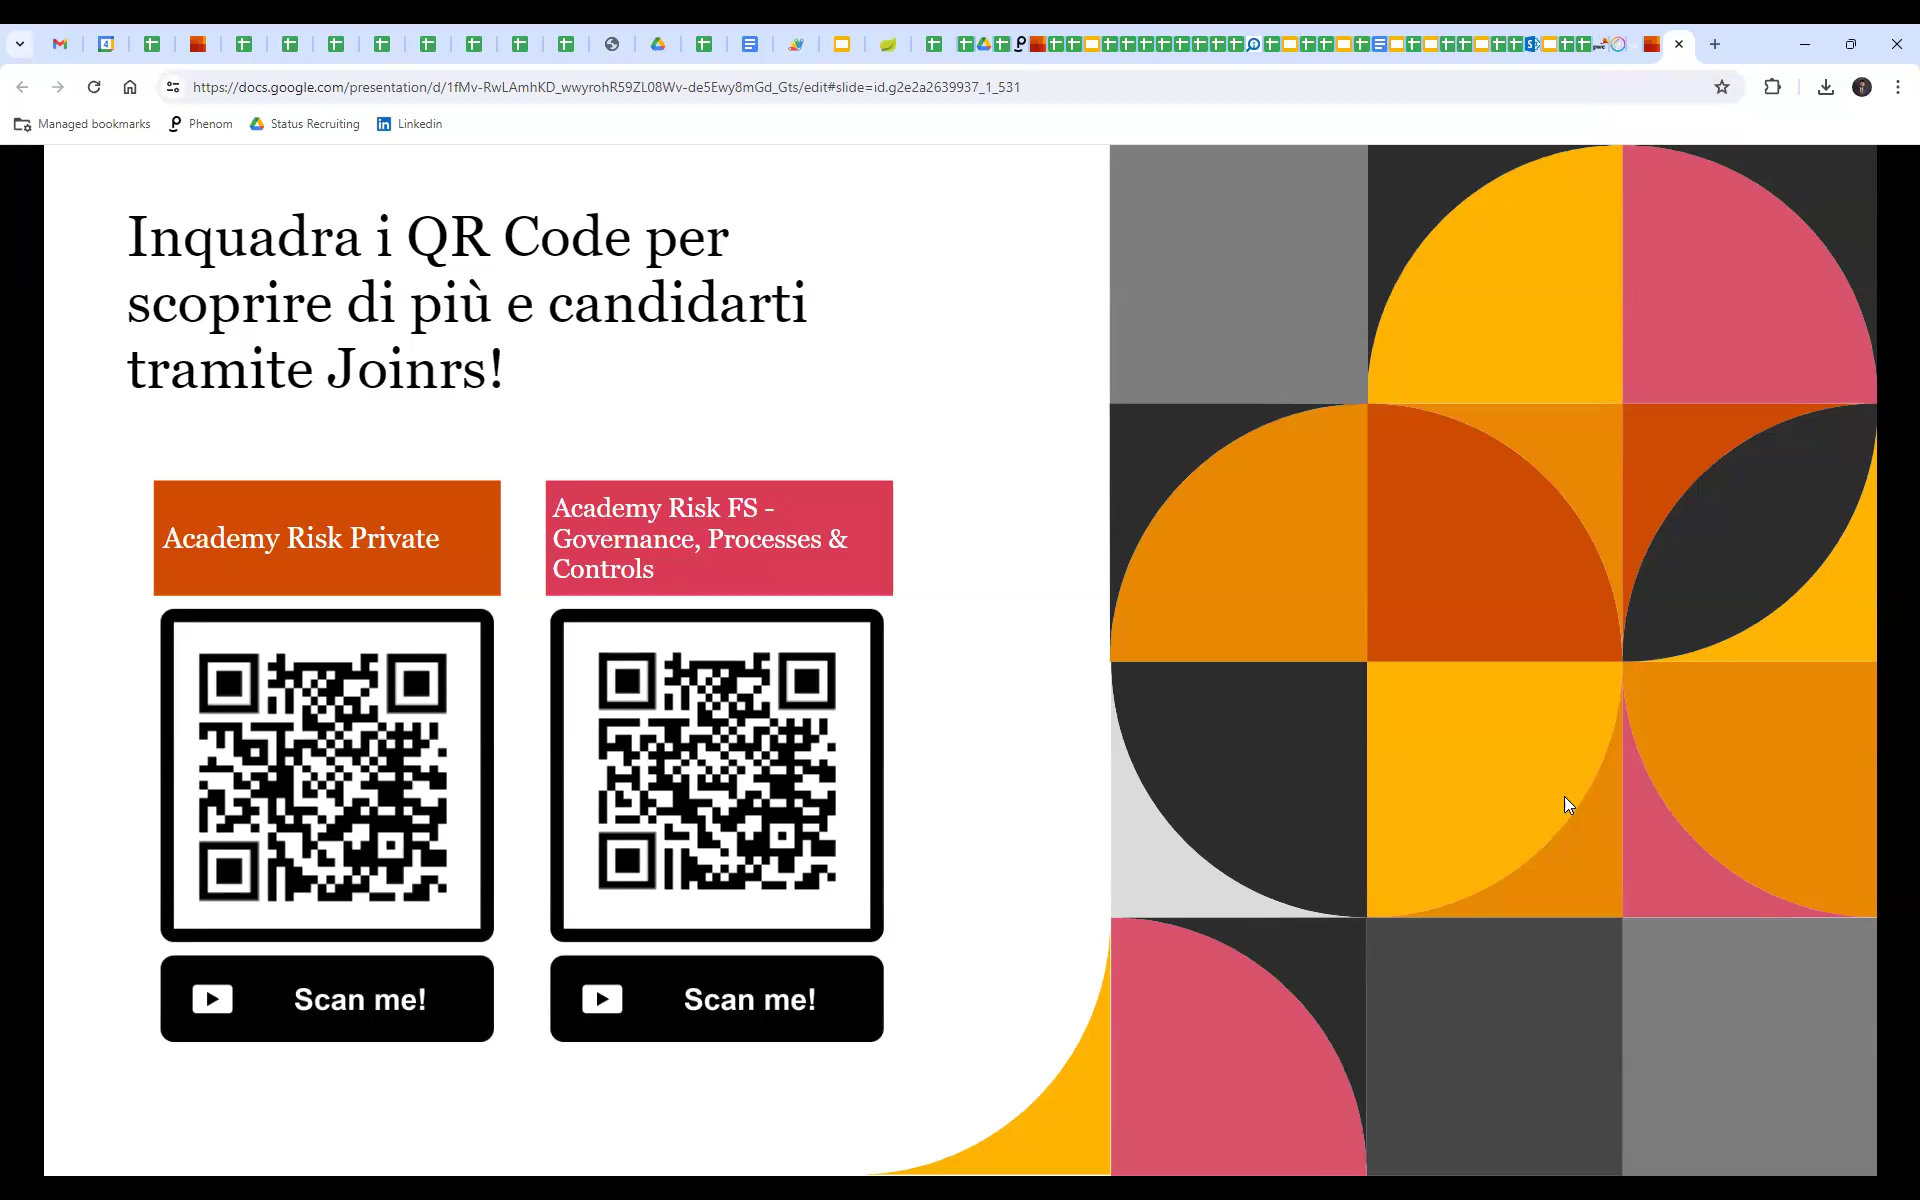 4
https://docs.google.com/presentation/d/1fMv-RwLAmhKD_wwyrohR59ZL08Wv-de5Ewy8mGd_Gts/edit#slide=id.g2e2a2639937_1_531
Managed bookmarks Phenom Status Recruiting Linkedin
Inquadra i QR Code per
scoprire di più e candidarti
tramite Joinrs!
Academy Risk Private
Academy Risk FS -
Governance, Processes &
Controls
Scan me!
Scan me!